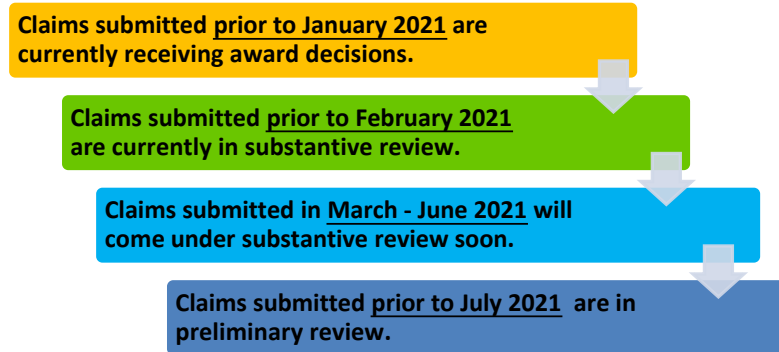 Claims submitted prior to January 2021 are
currently receiving award decisions.
Claims submitted prior to February 2021
are currently in substantive review.
Claims submitted in March - June 2021 will
come under substantive review soon.
Claims submitted prior to July 2021 are in
preliminary review.